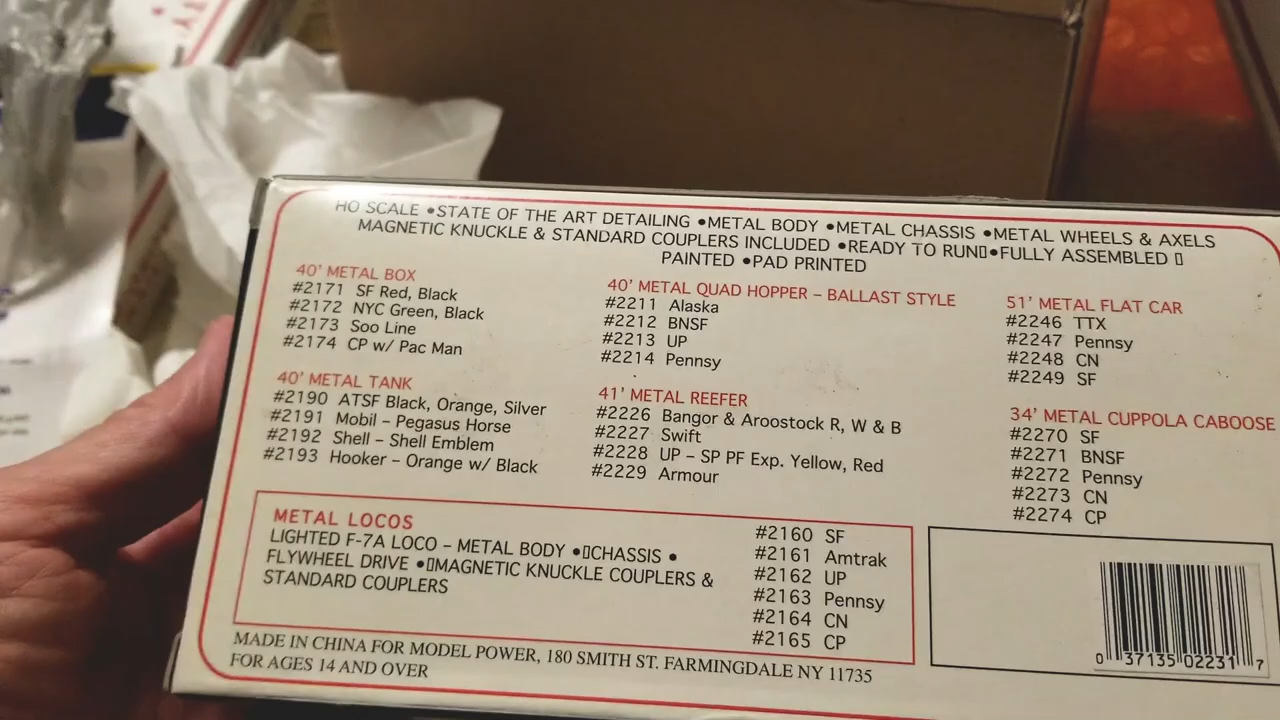 HO SCALE •STATE OF THE ART DETAILING •METAL BODY •METAL CHASSIS •METAL WHEELS & AXELS
MAGNETIC KNUCKLE & STANDARD COUPLERS INCLUDED •READY TO RUN▯•FULLY ASSEMBLED ▯
PAINTED •PAD PRINTED
40' METAL BOX
#2171 SF Red, Black
#2172 NYC Green, Black
#2173 Soo Line
#2174 CP w/ Pac Man
40' METAL TANK
#2190 ATSF Black, Orange, Silver
#2191 Mobil – Pegasus Horse
#2192 Shell – Shell Emblem
#2193 Hooker – Orange w/ Black
40' METAL QUAD HOPPER – BALLAST STYLE
#2211 Alaska
#2212 BNSF
#2213 UP
#2214 Pennsy
41' METAL REEFER
#2226 Bangor & Aroostock R, W & B
#2227 Swift
#2228 UP – SP PF Exp. Yellow, Red
#2229 Armour
51' METAL FLAT CAR
#2246 TTX
#2247 Pennsy
#2248 CN
#2249 SF
34' METAL CUPPOLA CABOOSE
#2270 SF
#2271 BNSF
#2272 Pennsy
#2273 CN
#2274 CP
METAL LOCOS
LIGHTED F-7A LOCO – METAL BODY •▯CHASSIS •
FLYWHEEL DRIVE •▯MAGNETIC KNUCKLE COUPLERS &
STANDARD COUPLERS
#2160 SF
#2161 Amtrak
#2162 UP
#2163 Pennsy
#2164 CN
#2165 CP
MADE IN CHINA FOR MODEL POWER, 180 SMITH ST. FARMINGDALE NY 11735
FOR AGES 14 AND OVER
0 37135 02231 7